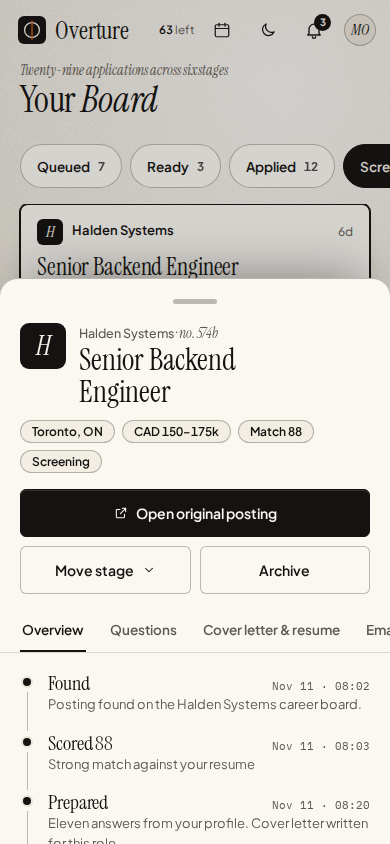 Overture
63 left
3
MO
Twenty-nine applications across six stages
Your Board
Queued 7
Ready 3
Applied 12
Scre
H
Halden Systems
6d
Senior Backend Engineer
H
Halden Systems · no. 574b
Senior Backend
Engineer
Toronto, ON
CAD 150–175k
Match 88
Screening
Open original posting
Move stage
Archive
Overview
Questions
Cover letter & resume
Ema
Found
Nov 11 · 08:02
Posting found on the Halden Systems career board.
Scored 88
Nov 11 · 08:03
Strong match against your resume
Prepared
Nov 11 · 08:20
Eleven answers from your profile. Cover letter written
for this role